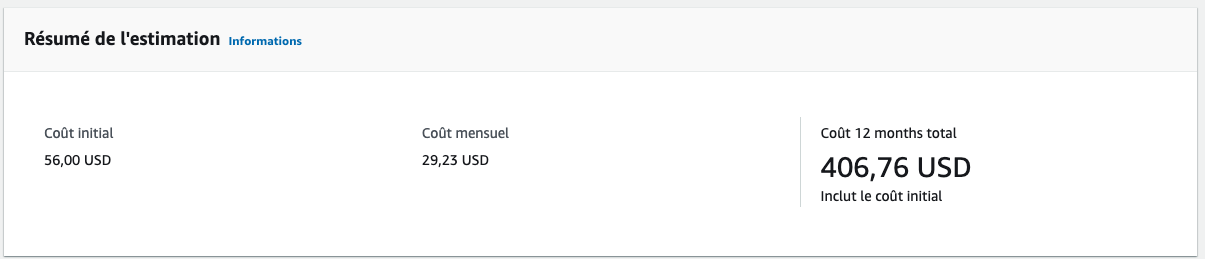 Résumé de l'estimation Informations
Coût initial
56,00 USD
Coût mensuel
29,23 USD
Coût 12 months total
406,76 USD
Inclut le coût initial